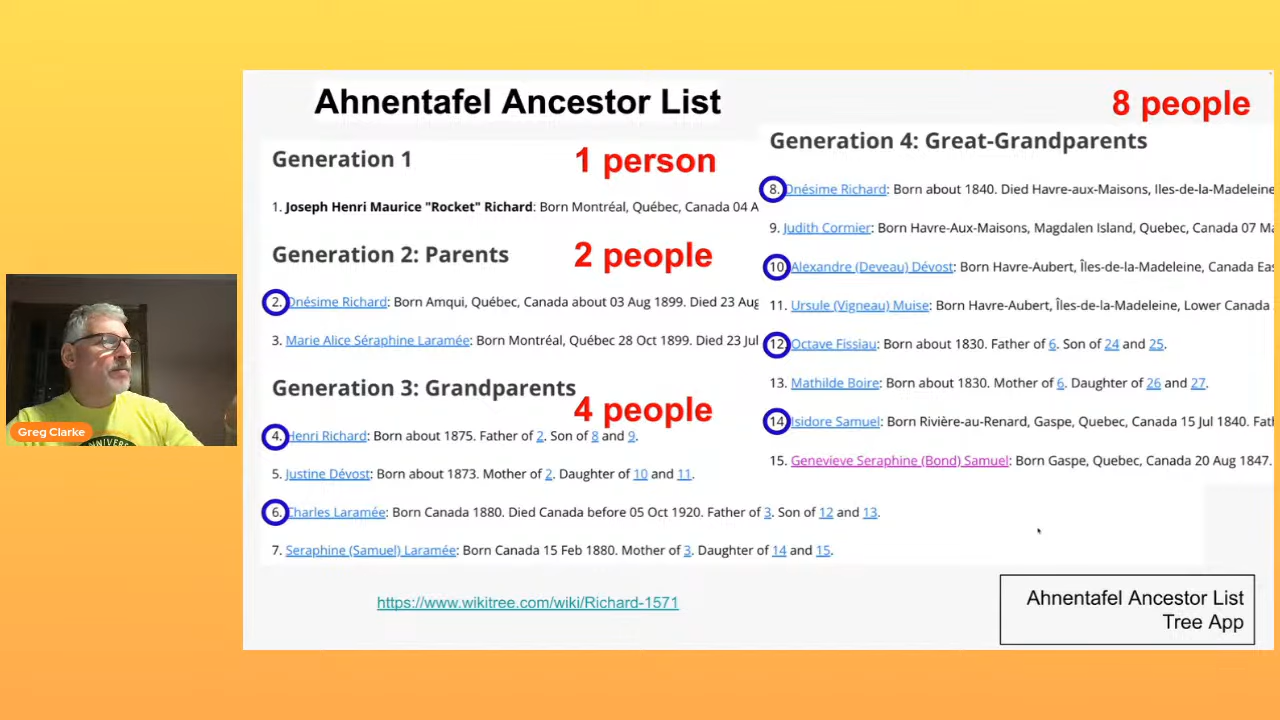 Ahnentafel Ancestor List
Generation 1
1 person
1. Joseph Henri Maurice "Rocket" Richard: Born Montréal, Québec, Canada 04 A
Generation 2: Parents
2 people
2. Onésime Richard: Born Amqui, Québec, Canada about 03 Aug 1899. Died 23 Aug
3. Marie Alice Séraphine Laramée: Born Montréal, Québec 28 Oct 1899. Died 23 Jul
Generation 3: Grandparents
4 people
4. Henri Richard: Born about 1875. Father of 2. Son of 8 and 9.
5. Justine Dévost: Born about 1873. Mother of 2. Daughter of 10 and 11.
6. Charles Laramée: Born Canada 1880. Died Canada before 05 Oct 1920. Father of 3. Son of 12 and 13.
7. Seraphine (Samuel) Laramée: Born Canada 15 Feb 1880. Mother of 3. Daughter of 14 and 15.
https://www.wikitree.com/wiki/Richard-1571
8 people
Generation 4: Great-Grandparents
8. Onésime Richard: Born about 1840. Died Havre-aux-Maisons, Iles-de-la-Madeleine
9. Judith Cormier: Born Havre-Aux-Maisons, Magdalen Island, Quebec, Canada 07 Ma
10. Alexandre (Deveau) Dévost: Born Havre-Aubert, Îles-de-la-Madeleine, Canada Eas
11. Ursule (Vigneau) Muise: Born Havre-Aubert, Îles-de-la-Madeleine, Lower Canada
12. Octave Fissiau: Born about 1830. Father of 6. Son of 24 and 25.
13. Mathilde Boire: Born about 1830. Mother of 6. Daughter of 26 and 27.
14. Isidore Samuel: Born Rivière-au-Renard, Gaspe, Quebec, Canada 15 Jul 1840. Fat
15. Genevieve Seraphine (Bond) Samuel: Born Gaspe, Quebec, Canada 20 Aug 1847.
Ahnentafel Ancestor List
Tree App
Greg Clarke